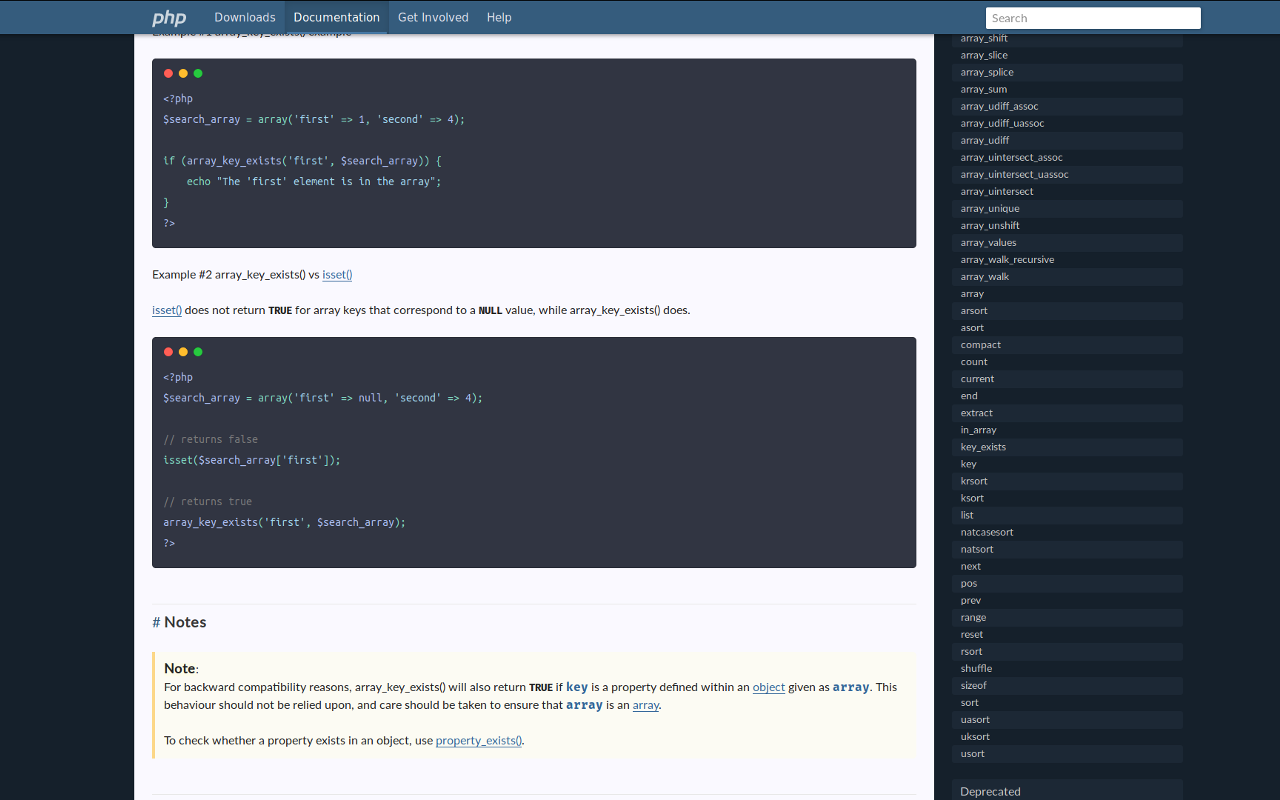 php
Downloads
Documentation
Get Involved
Help
Search
Example #1 array_key_exists() example
<?php
$search_array = array('first' => 1, 'second' => 4);
if (array_key_exists('first', $search_array)) {
echo "The 'first' element is in the array";
}
?>
Example #2 array_key_exists() vs isset()
isset() does not return TRUE for array keys that correspond to a NULL value, while array_key_exists() does.
<?php
$search_array = array('first' => null, 'second' => 4);
// returns false
isset($search_array['first']);
// returns true
array_key_exists('first', $search_array);
?>
# Notes
Note:
For backward compatibility reasons, array_key_exists() will also return TRUE if key is a property defined within an object given as array. This
behaviour should not be relied upon, and care should be taken to ensure that array is an array.
To check whether a property exists in an object, use property_exists().
array_shift
array_slice
array_splice
array_sum
array_udiff_assoc
array_udiff_uassoc
array_udiff
array_uintersect_assoc
array_uintersect_uassoc
array_uintersect
array_unique
array_unshift
array_values
array_walk_recursive
array_walk
array
arsort
asort
compact
count
current
end
extract
in_array
key_exists
key
krsort
ksort
list
natcasesort
natsort
next
pos
prev
range
reset
rsort
shuffle
sizeof
sort
uasort
uksort
usort
Deprecated